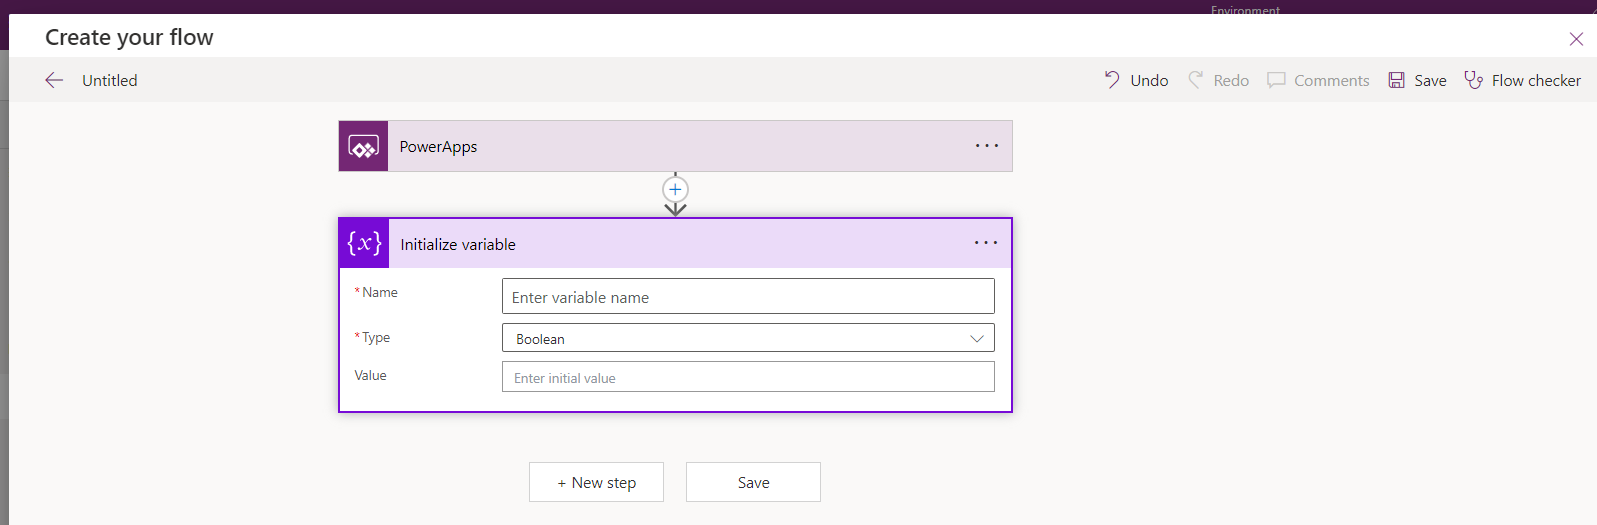 Environment
Create your flow
Untitled
Undo
Redo
Comments
Save
Flow checker
PowerApps
{x} Initialize variable
* Name
Enter variable name
* Type
Boolean
Value
Enter initial value
+ New step
Save